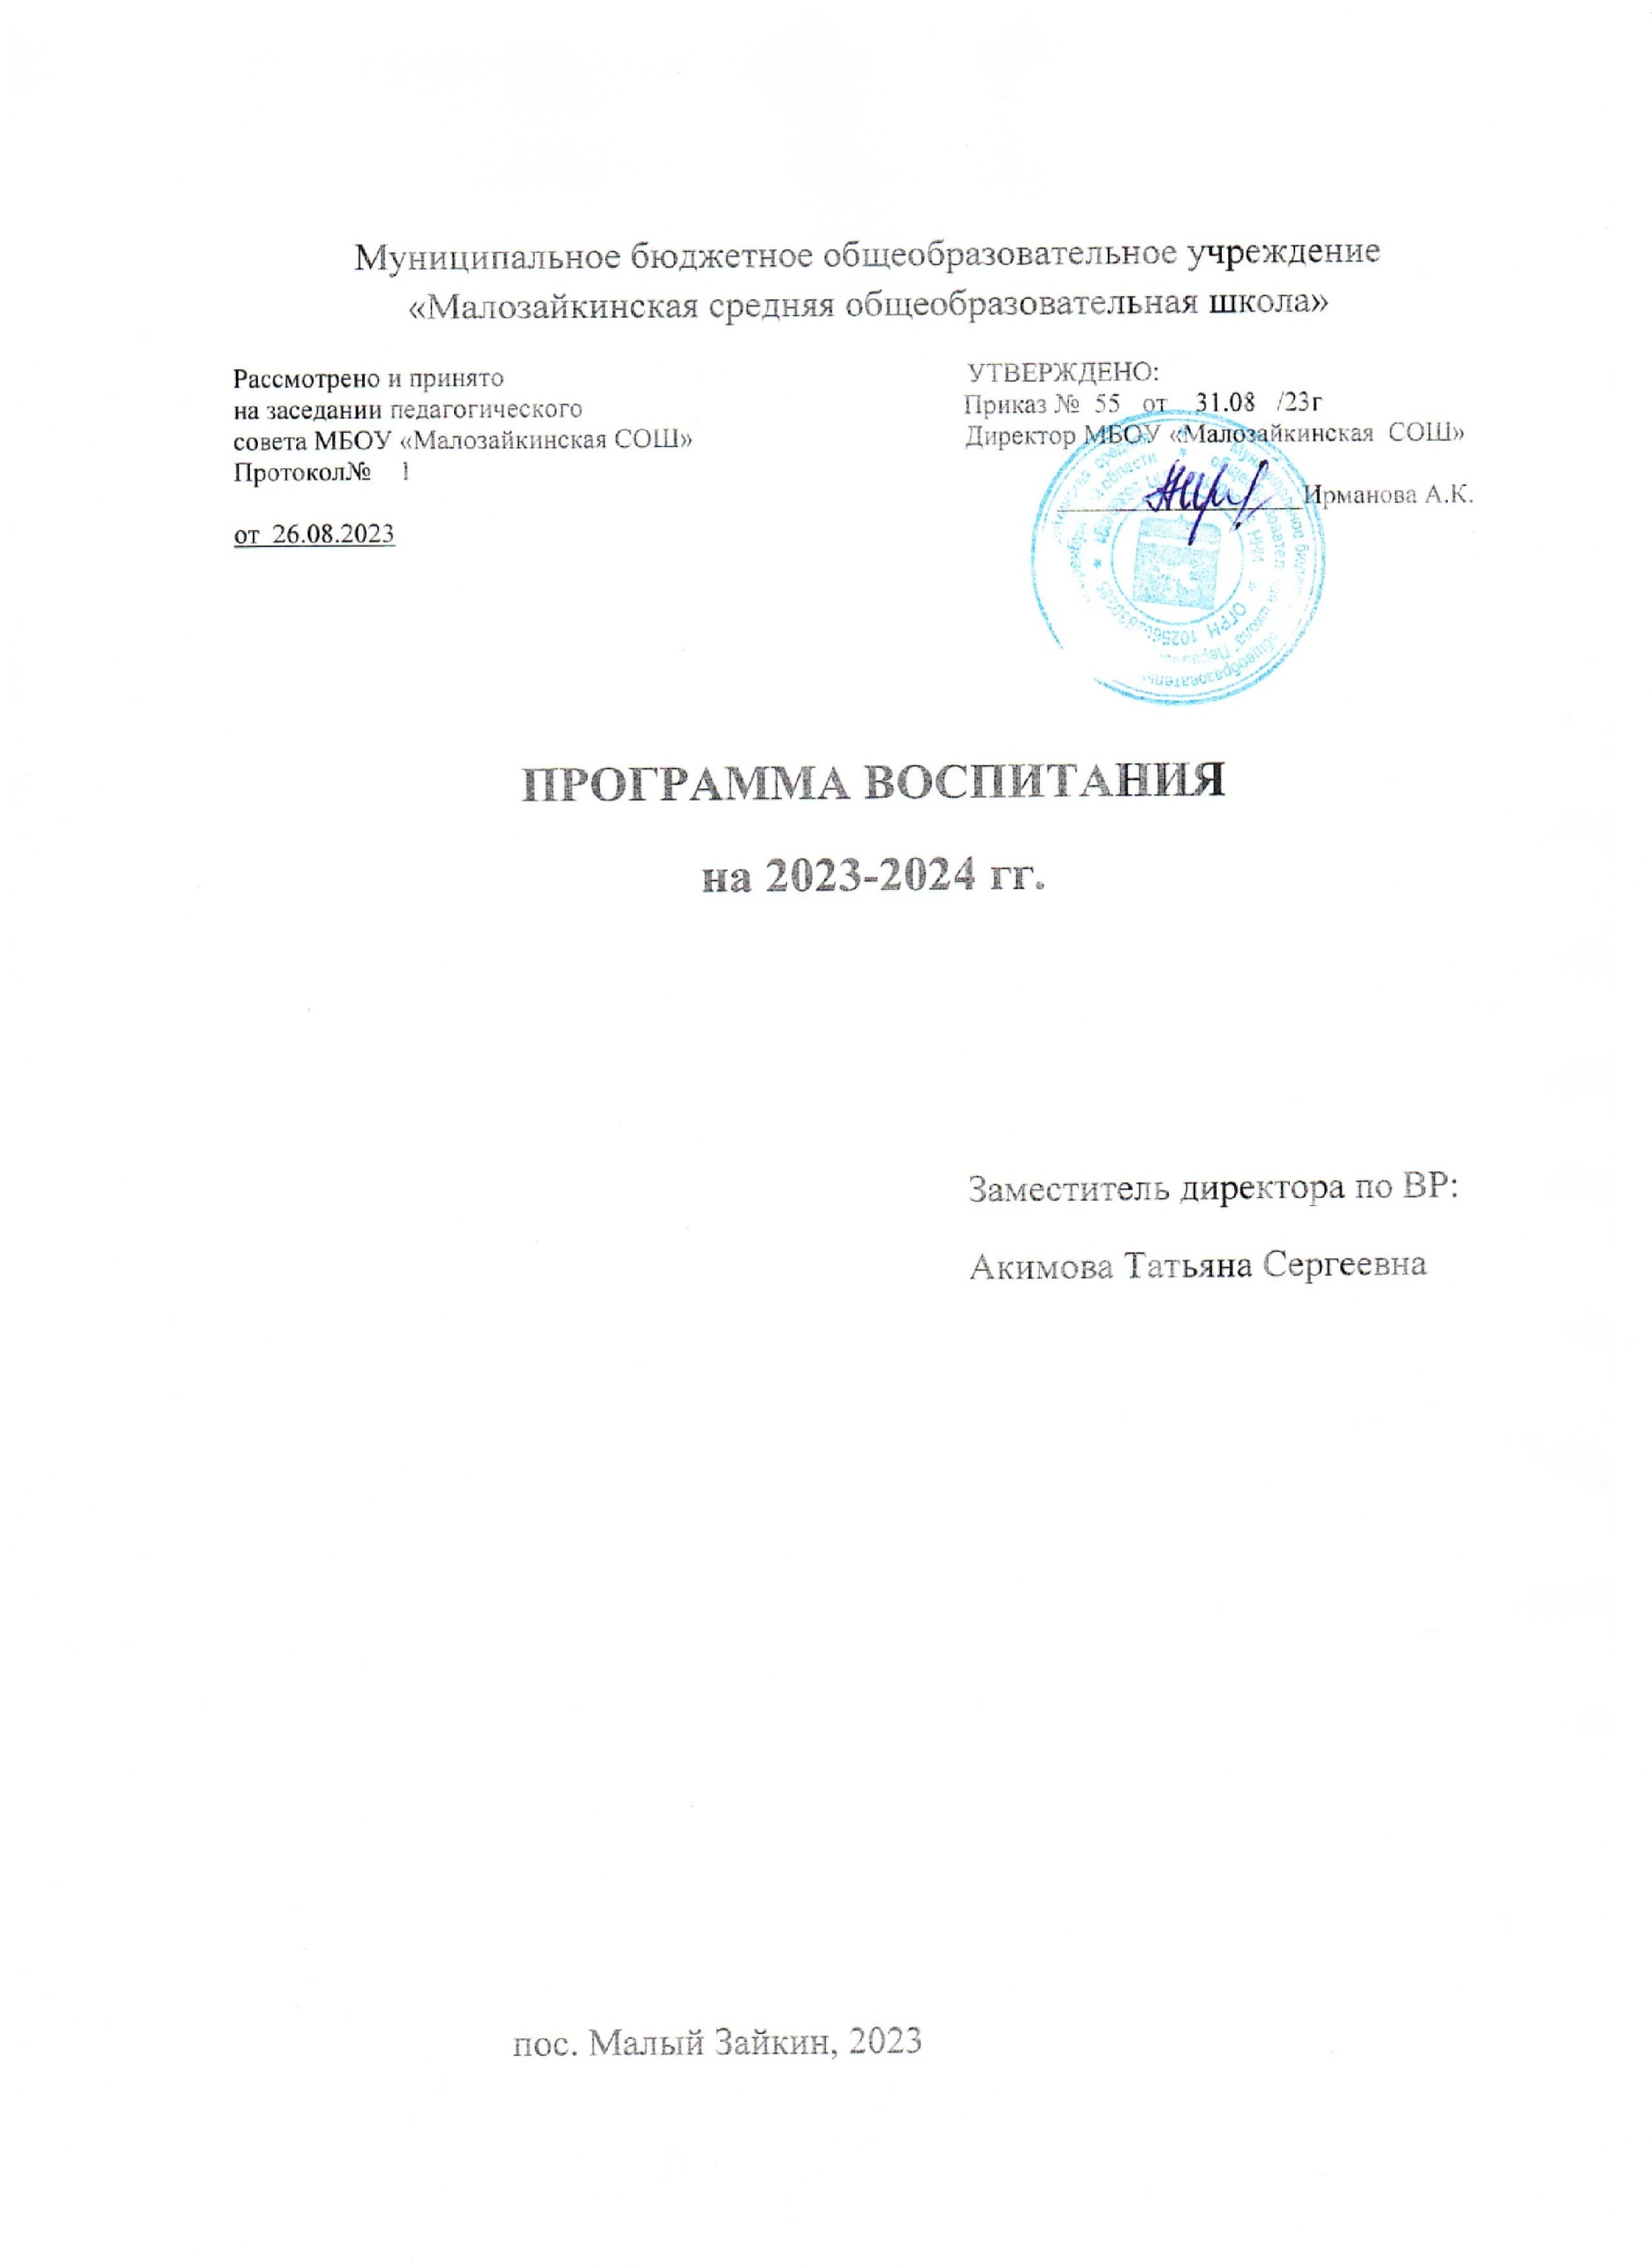 Муниципальное бюджетное общеобразовательное учреждение
«Малозайкинская средняя общеобразовательная школа»
Рассмотрено и принято
на заседании педагогического
совета МБОУ «Малозайкинская СОШ»
Протокол№ 1
от 26.08.2023
УТВЕРЖДЕНО:
Приказ № 55 от 31.08 /23г
Директор МБОУ «Малозайкинская СОШ»
Ирманова А.К.
ОГРН
ПРОГРАММА ВОСПИТАНИЯ
на 2023-2024 гг.
Заместитель директора по ВР:
Акимова Татьяна Сергеевна
пос. Малый Зайкин, 2023